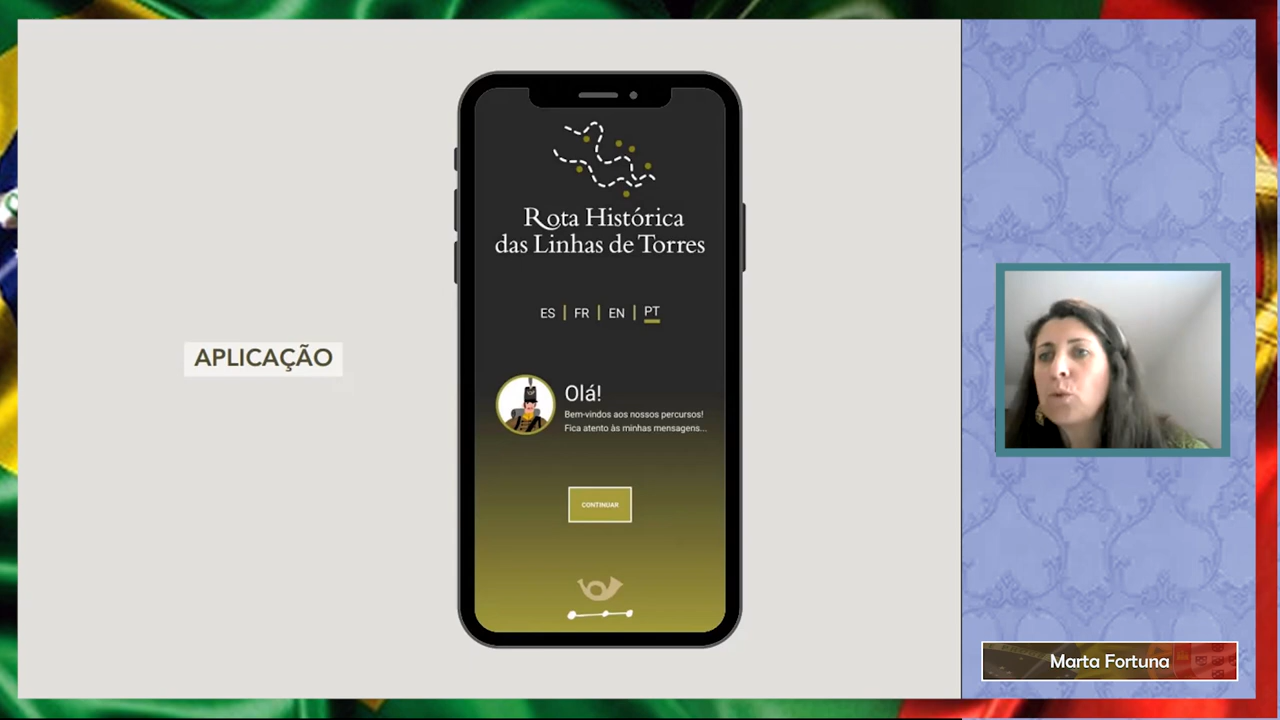 APLICAÇÃO
Rota Histórica
das Linhas de Torres
ES | FR | EN | PT
Olá!
Bem-vindos aos nossos percursos!
Fica atento às minhas mensagens...
CONTINUAR
Marta Fortuna